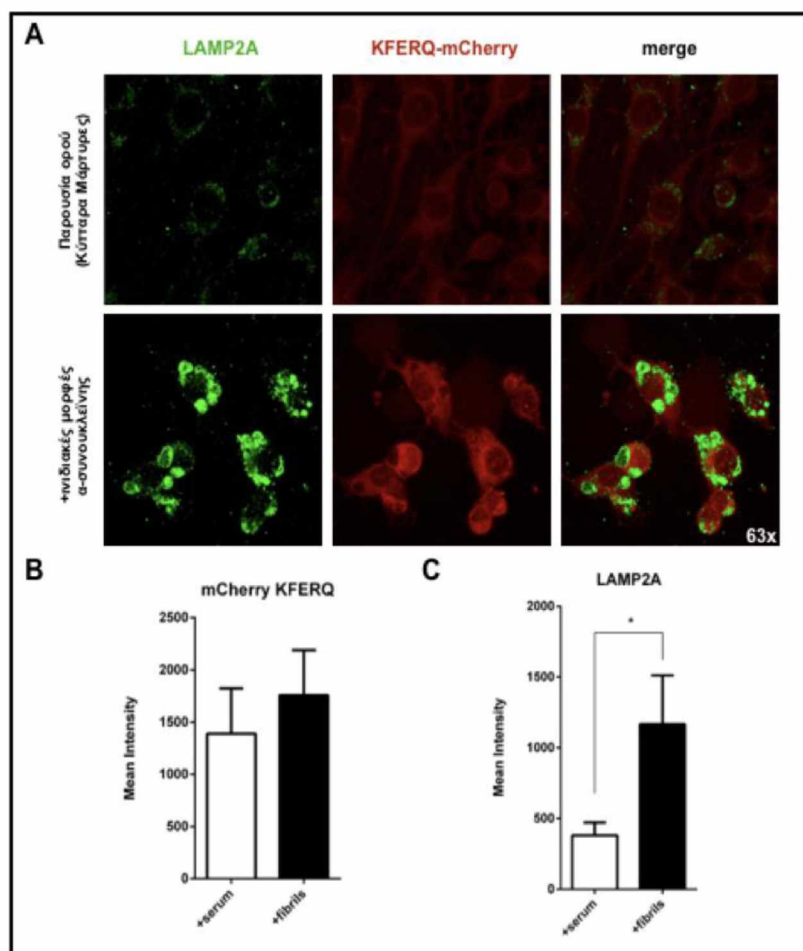 A
LAMP2A
KFERQ-mCherry
merge
Παρουσία ορού
(Κύτταρα Μάρτυρες)
+ινιδιακές μορφές
α-συνουκλεΐνης
63x
B
mCherry KFERQ
Mean Intensity
2500
2000
1500
1000
500
0
+serum
+fibrils
C
LAMP2A
*
Mean Intensity
2000
1500
1000
500
0
+serum
+fibrils